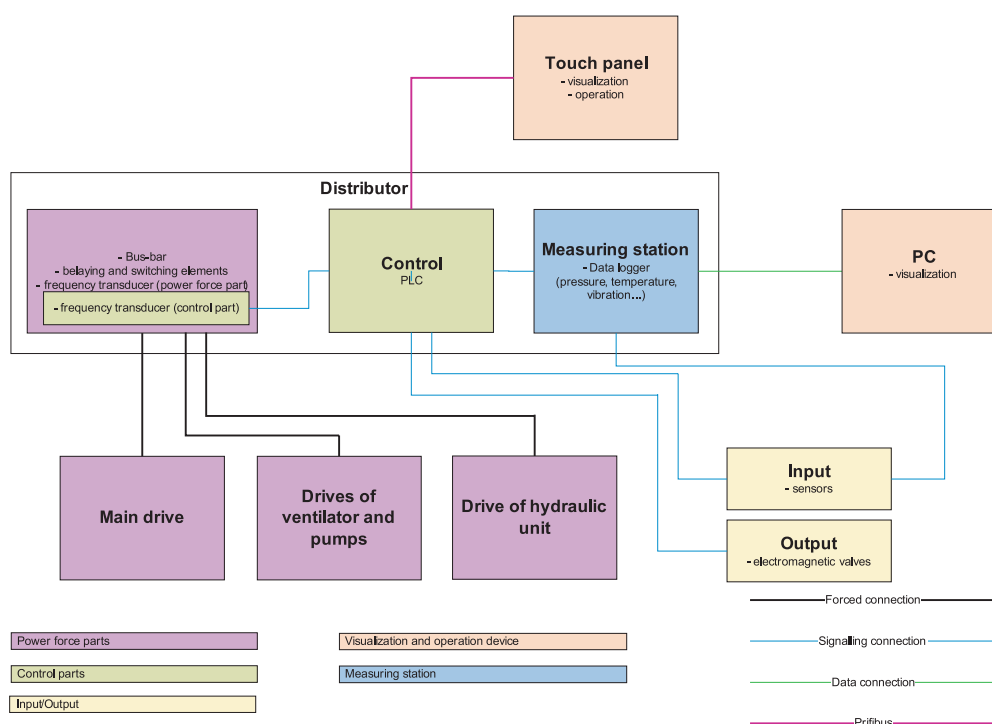 Touch panel
- visualization
- operation
Distributor
- Bus-bar
- belaying and switching elements
- frequency transducer (power force part)
- frequency transducer (control part)
Control
PLC
Measuring station
- Data logger
(pressure, temperature,
vibration...)
PC
- visualization
Main drive
Drives of
ventilator and
pumps
Drive of hydraulic
unit
Input
- sensors
Output
- electromagnetic valves
Power force parts
Control parts
Input/Output
Visualization and operation device
Measuring station
Forced connection
Signalling connection
Data connection
Prifibus